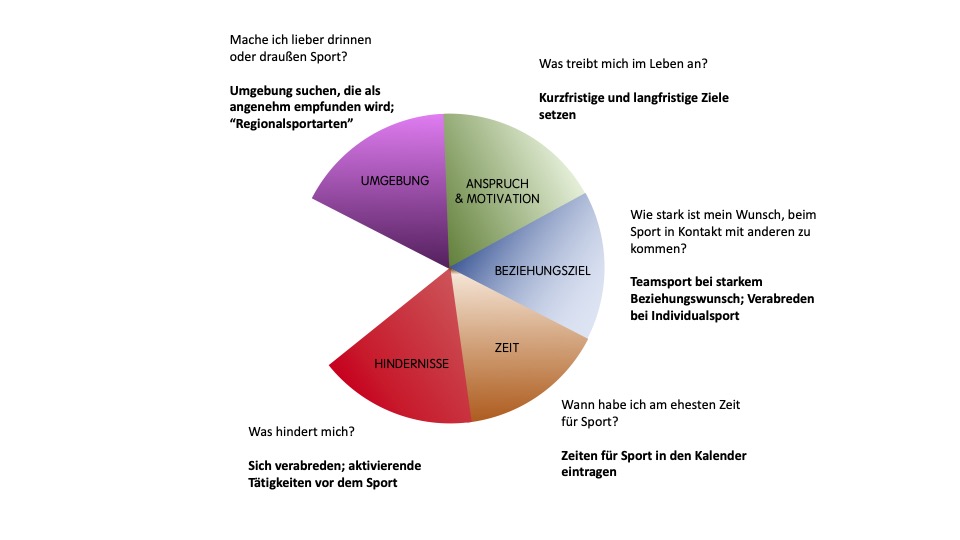 Mache ich lieber drinnen
oder draußen Sport?
Umgebung suchen, die als
angenehm empfunden wird;
“Regionalsportarten”
Was treibt mich im Leben an?
Kurzfristige und langfristige Ziele
setzen
UMGEBUNG
ANSPRUCH
& MOTIVATION
Wie stark ist mein Wunsch, beim
Sport in Kontakt mit anderen zu
kommen?
Teamsport bei starkem
Beziehungswunsch; Verabreden
bei Individualsport
BEZIEHUNGSZIEL
ZEIT
HINDERNISSE
Wann habe ich am ehesten Zeit
für Sport?
Zeiten für Sport in den Kalender
eintragen
Was hindert mich?
Sich verabreden; aktivierende
Tätigkeiten vor dem Sport